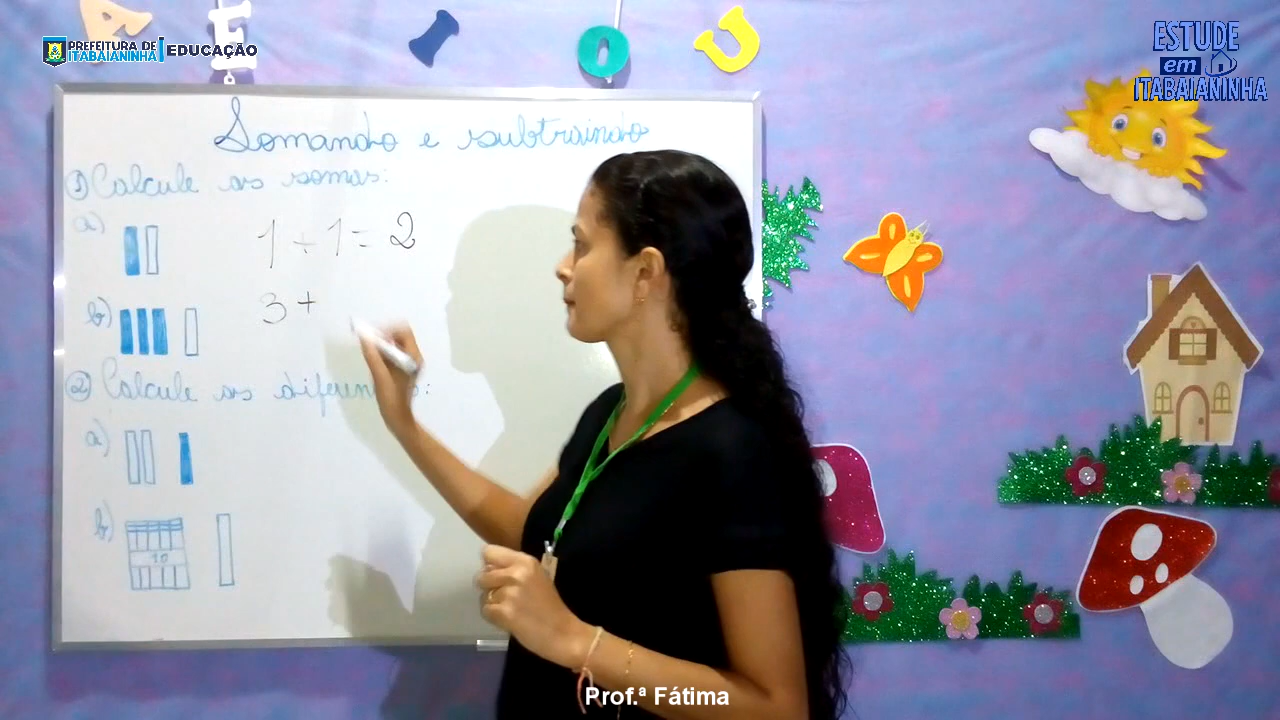 PREFEITURA DE
ITABAIANINHA
EDUCAÇÃO
A E I O U
ESTUDE
em
ITABAIANINHA
Somando e subtraindo
1) Calcule as somas:
a)
1 + 1 = 2
b)
3 +
2) Calcule as
a)
b)
10
Prof.ª Fátima